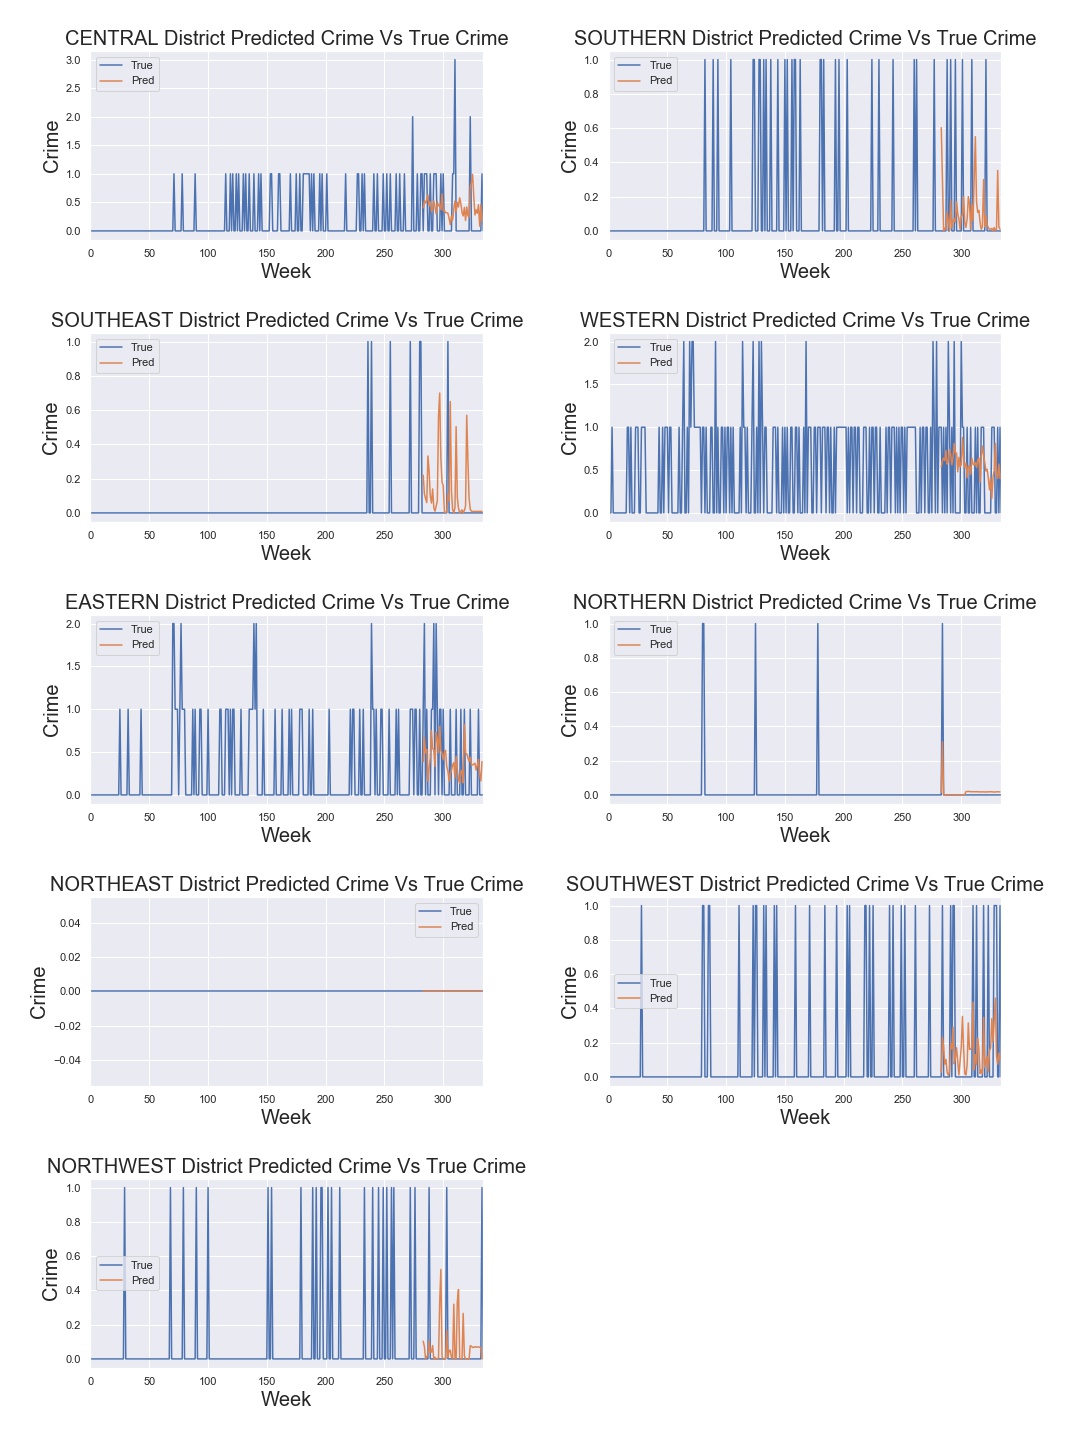 CENTRAL District Predicted Crime Vs True Crime
True
Pred
Crime
3.0
2.5
2.0
1.5
1.0
0.5
0.0
0 50 100 150 200 250 300
Week
SOUTHERN District Predicted Crime Vs True Crime
True
Pred
Crime
1.0
0.8
0.6
0.4
0.2
0.0
0 50 100 150 200 250 300
Week
SOUTHEAST District Predicted Crime Vs True Crime
True
Pred
Crime
1.0
0.8
0.6
0.4
0.2
0.0
0 50 100 150 200 250 300
Week
WESTERN District Predicted Crime Vs True Crime
True
Pred
Crime
2.0
1.5
1.0
0.5
0.0
0 50 100 150 200 250 300
Week
EASTERN District Predicted Crime Vs True Crime
True
Pred
Crime
2.0
1.5
1.0
0.5
0.0
0 50 100 150 200 250 300
Week
NORTHERN District Predicted Crime Vs True Crime
True
Pred
Crime
1.0
0.8
0.6
0.4
0.2
0.0
0 50 100 150 200 250 300
Week
NORTHEAST District Predicted Crime Vs True Crime
True
Pred
Crime
0.04
0.02
0.00
−0.02
−0.04
0 50 100 150 200 250 300
Week
SOUTHWEST District Predicted Crime Vs True Crime
True
Pred
Crime
1.0
0.8
0.6
0.4
0.2
0.0
0 50 100 150 200 250 300
Week
NORTHWEST District Predicted Crime Vs True Crime
True
Pred
Crime
1.0
0.8
0.6
0.4
0.2
0.0
0 50 100 150 200 250 300
Week